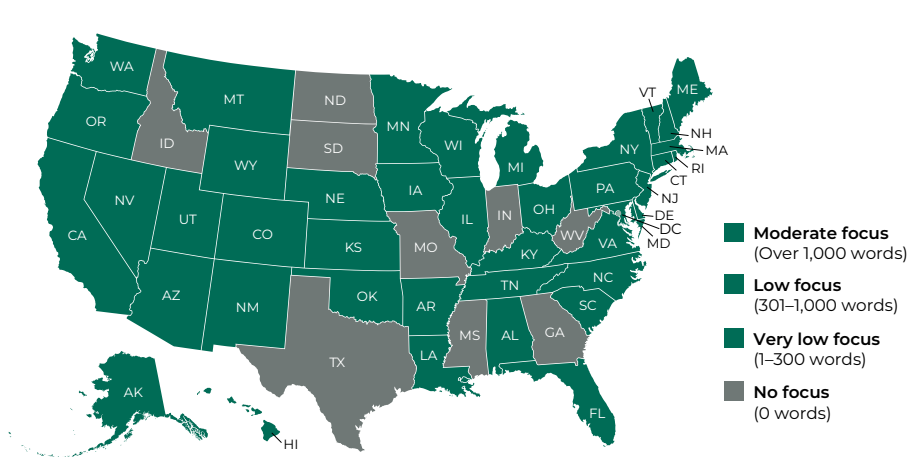 WA
MT
ND
VT
ME
OR
ID
MN
NH
SD
WI
NY
MA
WY
MI
RI
CT
NV
NE
IA
PA
NJ
UT
IL
IN
OH
DE
CA
CO
KS
MO
WV
VA
DC
MD
KY
AZ
NM
OK
AR
TN
NC
SC
MS
AL
GA
LA
TX
AK
FL
HI
Moderate focus
(Over 1,000 words)
Low focus
(301–1,000 words)
Very low focus
(1–300 words)
No focus
(0 words)